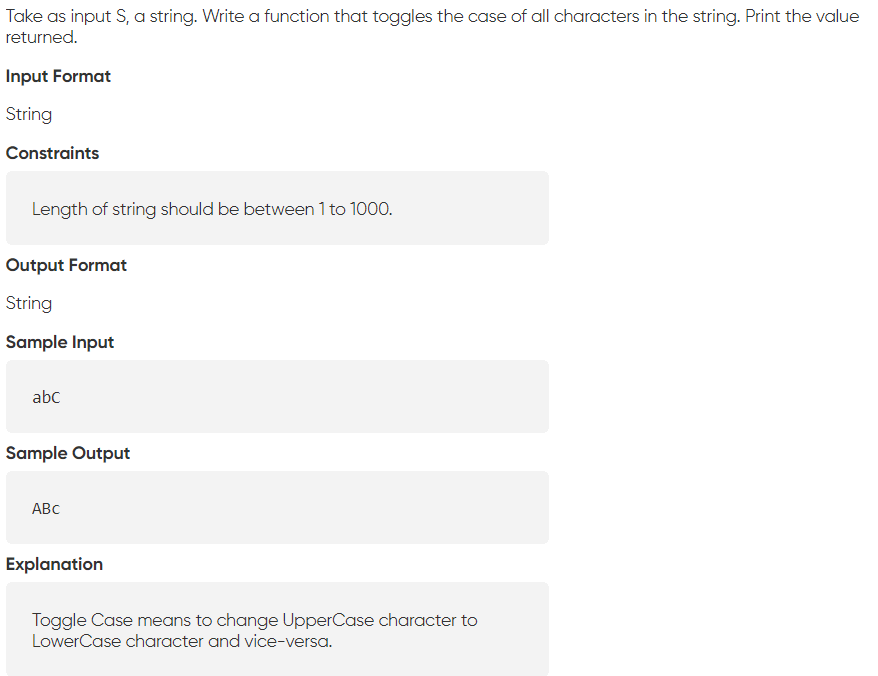 Take as input S, a string. Write a function that toggles the case of all characters in the string. Print the value
returned.
Input Format
String
Constraints
Length of string should be between 1 to 1000.
Output Format
String
Sample Input
abC
Sample Output
ABc
Explanation
Toggle Case means to change UpperCase character to
LowerCase character and vice-versa.